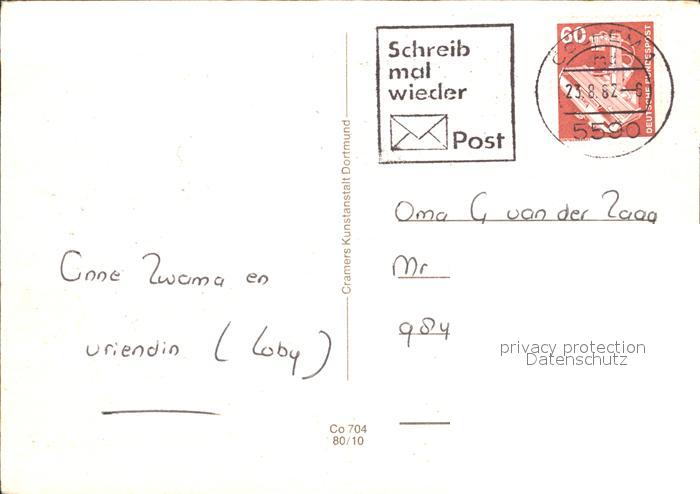 Schreib
mal
wieder
Post
60
DEUTSCHE BUNDESPOST
23.8.82-6
5590
Cramers Kunstanstalt Dortmund
Oma G van der Zaag
Mr
984
Anne Zwama en
vriendin (Loby)
privacy protection
Datenschutz
Co 704
80/10